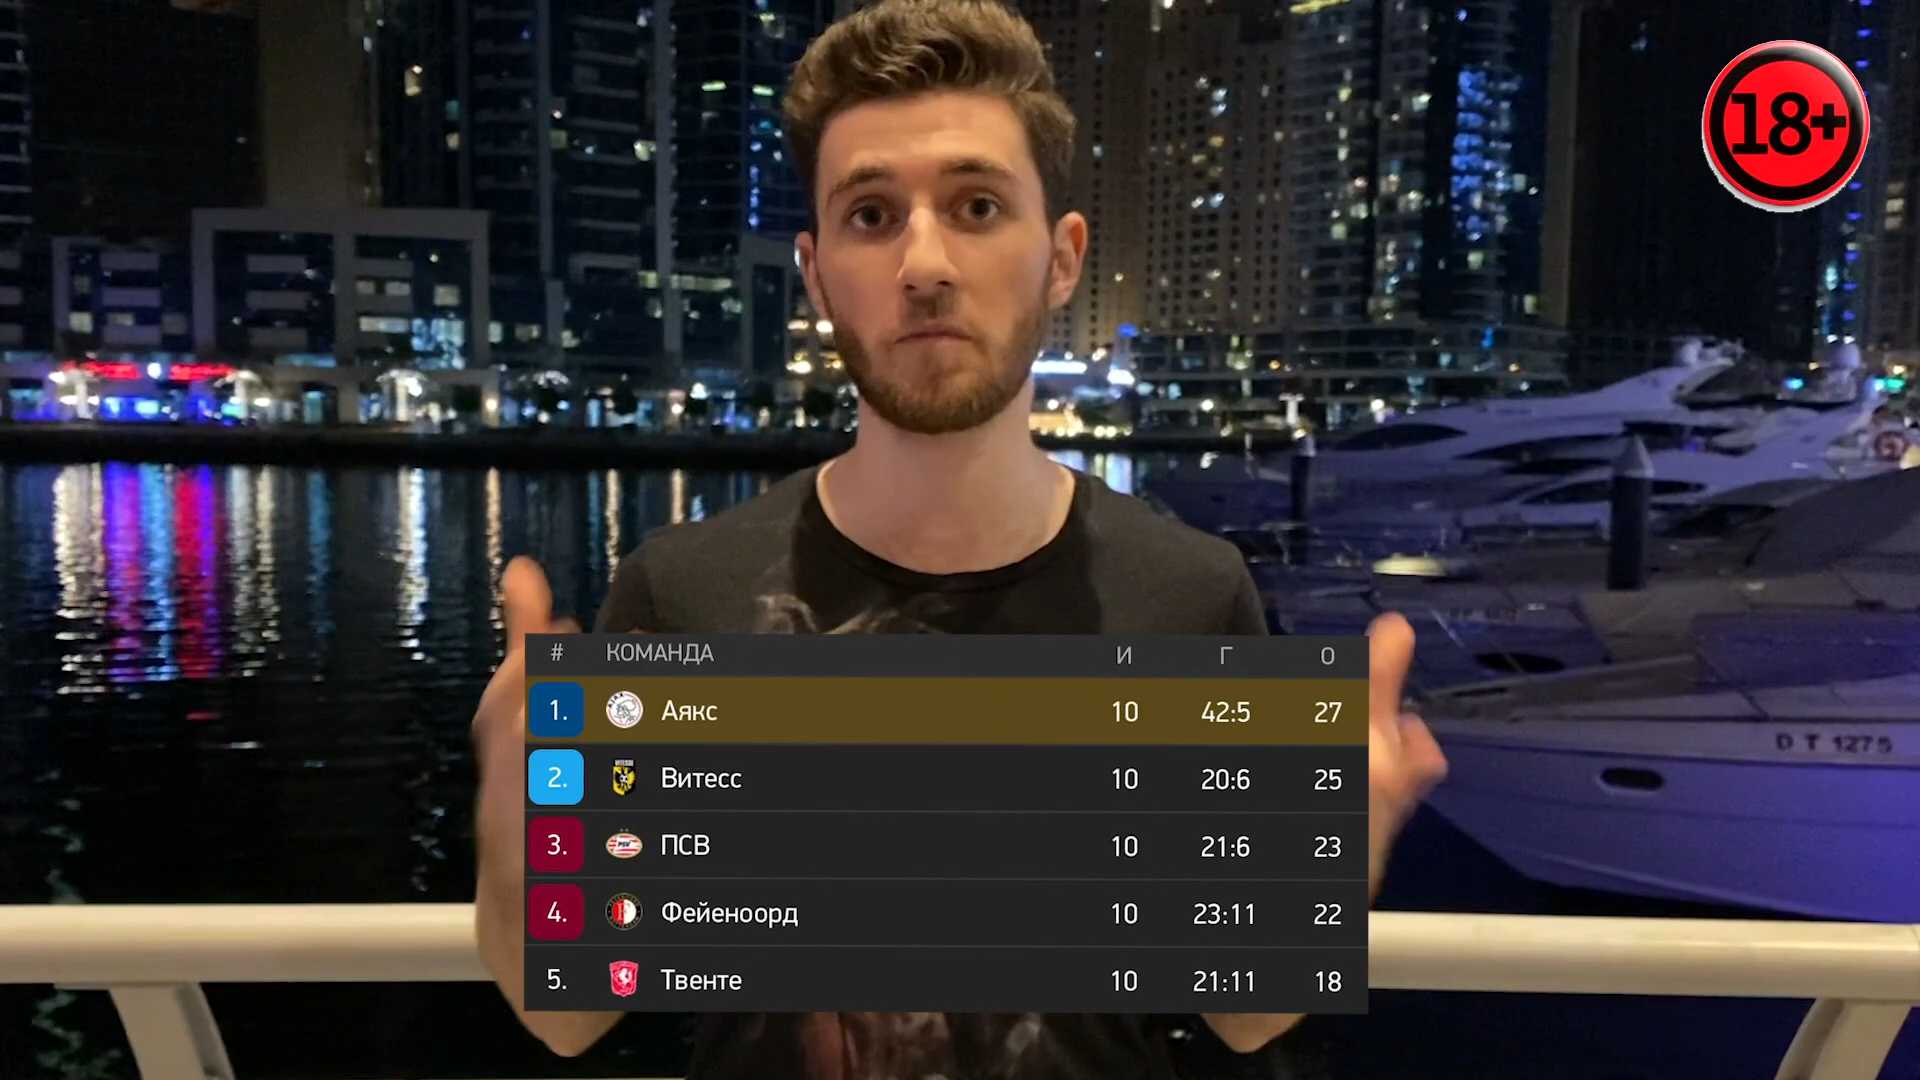 18+
# КОМАНДА И Г О
1. Аякс 10 42:5 27
2. Витесс 10 20:6 25
3. ПСВ 10 21:6 23
4. Фейеноорд 10 23:11 22
5. Твенте 10 21:11 18
DT 1275